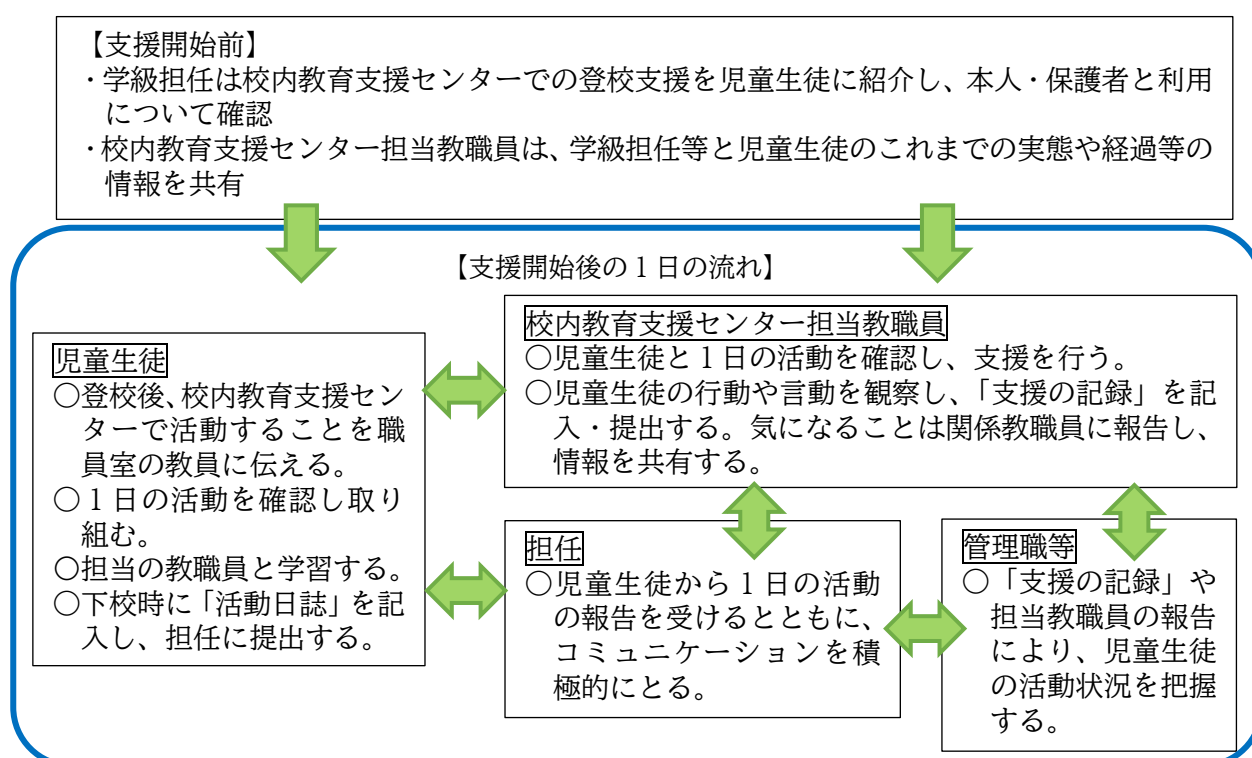 【支援開始前】
・学級担任は校内教育支援センターでの登校支援を児童生徒に紹介し、本人・保護者と利用
について確認
・校内教育支援センター担当教職員は、学級担任等と児童生徒のこれまでの実態や経過等の
情報を共有
【支援開始後の１日の流れ】
児童生徒
○登校後、校内教育支援セン
ターで活動することを職
員室の教員に伝える。
○１日の活動を確認し取り
組む。
○担当の教職員と学習する。
○下校時に「活動日誌」を記
入し、担任に提出する。
校内教育支援センター担当教職員
○児童生徒と１日の活動を確認し、支援を行う。
○児童生徒の行動や言動を観察し、「支援の記録」を記
入・提出する。気になることは関係教職員に報告し、
情報を共有する。
担任
○児童生徒から１日の活動
の報告を受けるとともに、
コミュニケーションを積
極的にとる。
管理職等
○「支援の記録」や
担当教職員の報告
により、児童生徒
の活動状況を把握
する。